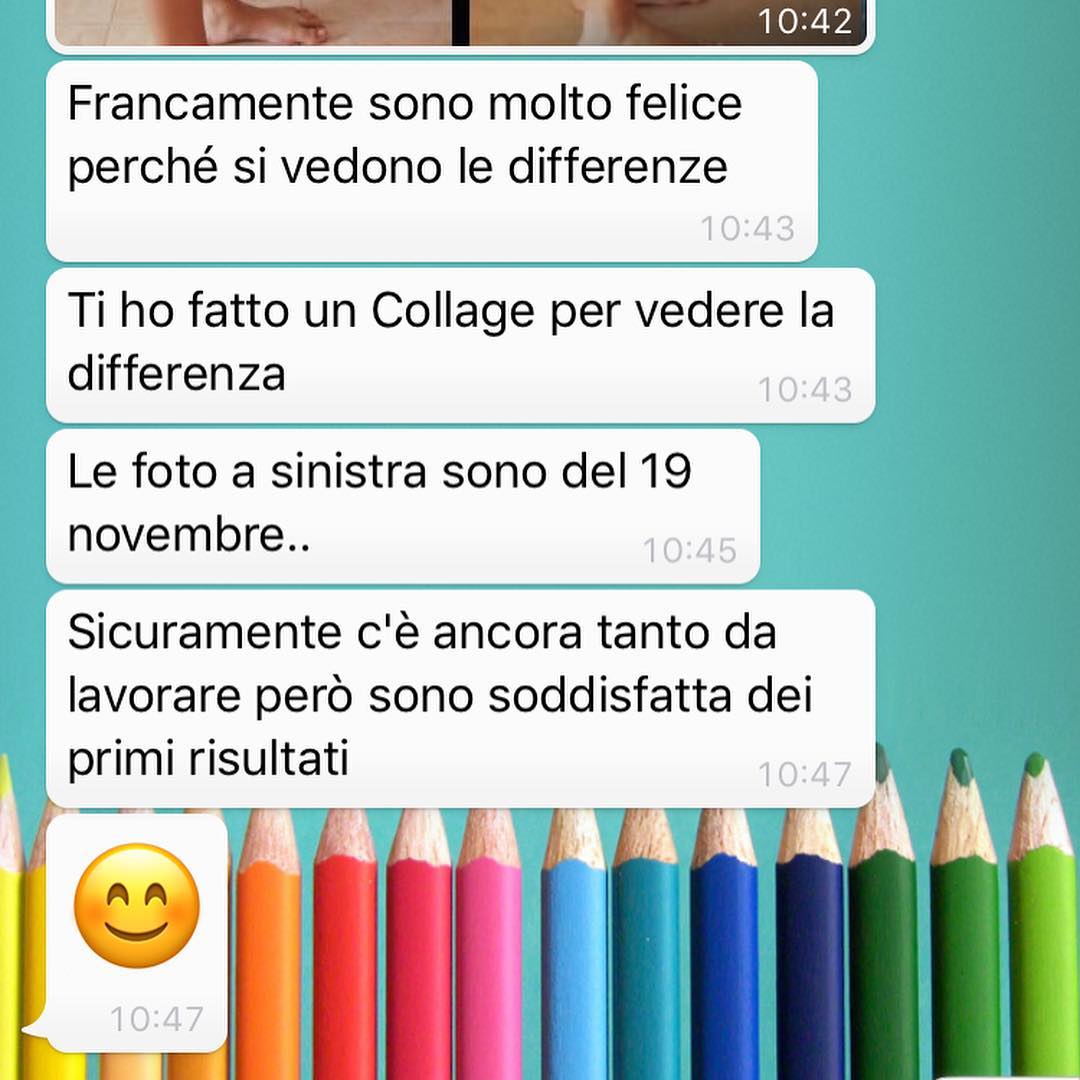 10:42
Francamente sono molto felice
perché si vedono le differenze
10:43
Ti ho fatto un Collage per vedere la
differenza
10:43
Le foto a sinistra sono del 19
novembre..
10:45
Sicuramente c'è ancora tanto da
lavorare però sono soddisfatta dei
primi risultati
10:47
😊
10:47